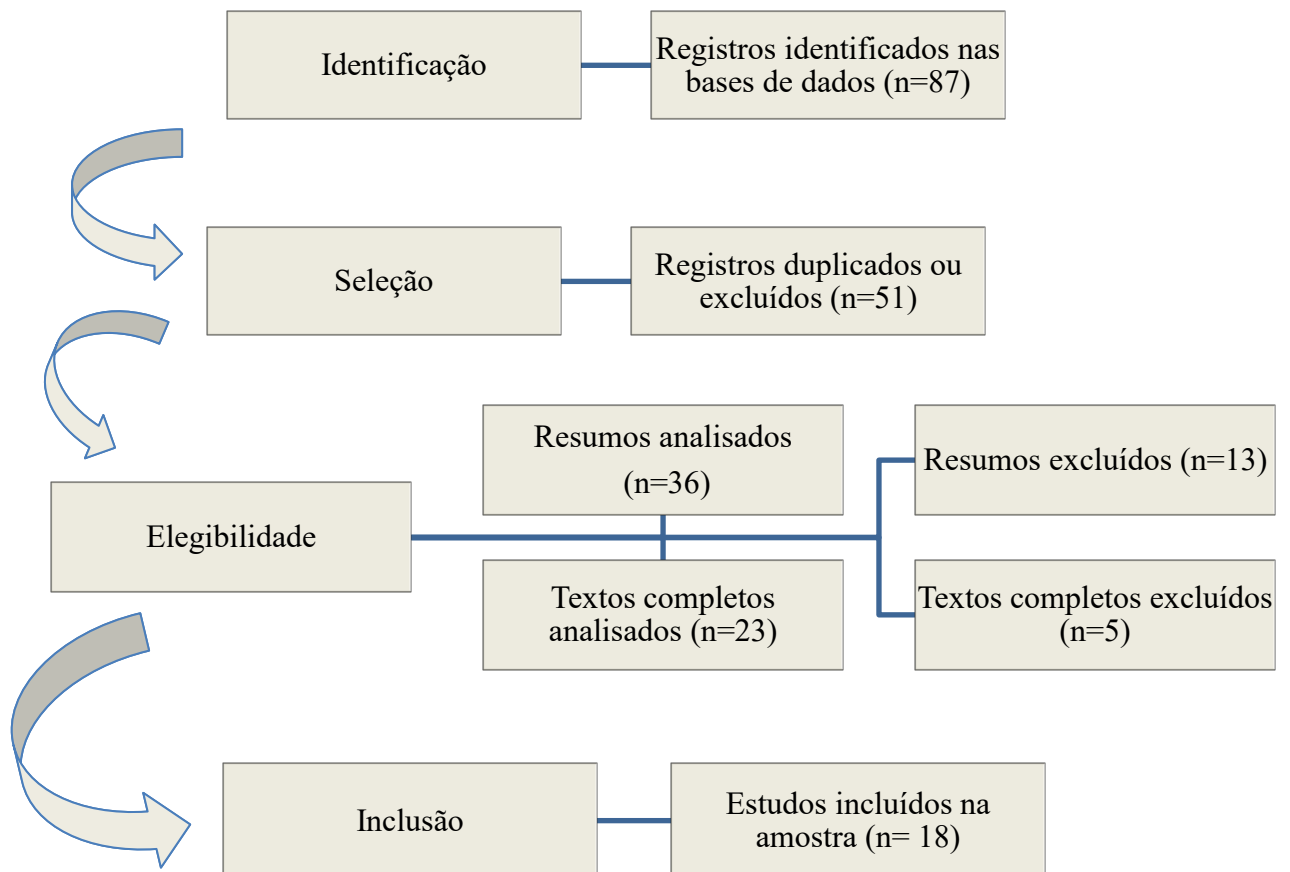 Identificação
Registros identificados nas
bases de dados (n=87)
Seleção
Registros duplicados ou
excluídos (n=51)
Elegibilidade
Resumos analisados
(n=36)
Textos completos
analisados (n=23)
Resumos excluídos (n=13)
Textos completos excluídos
(n=5)
Inclusão
Estudos incluídos na
amostra (n= 18)